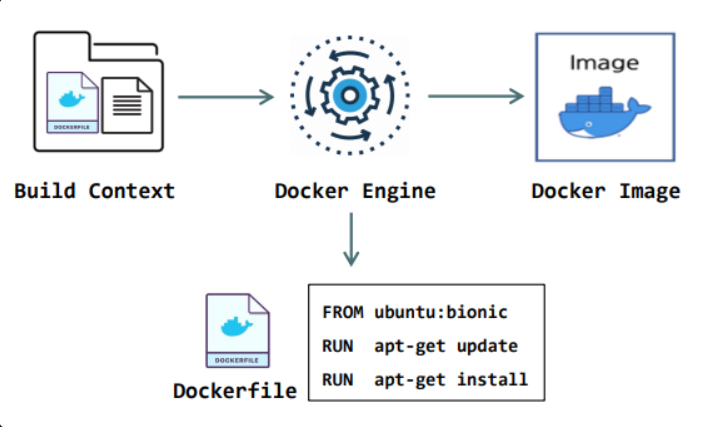 DOCKERFILE
Image
Build Context
Docker Engine
Docker Image
DOCKERFILE
Dockerfile
FROM ubuntu:bionic
RUN apt-get update
RUN apt-get install